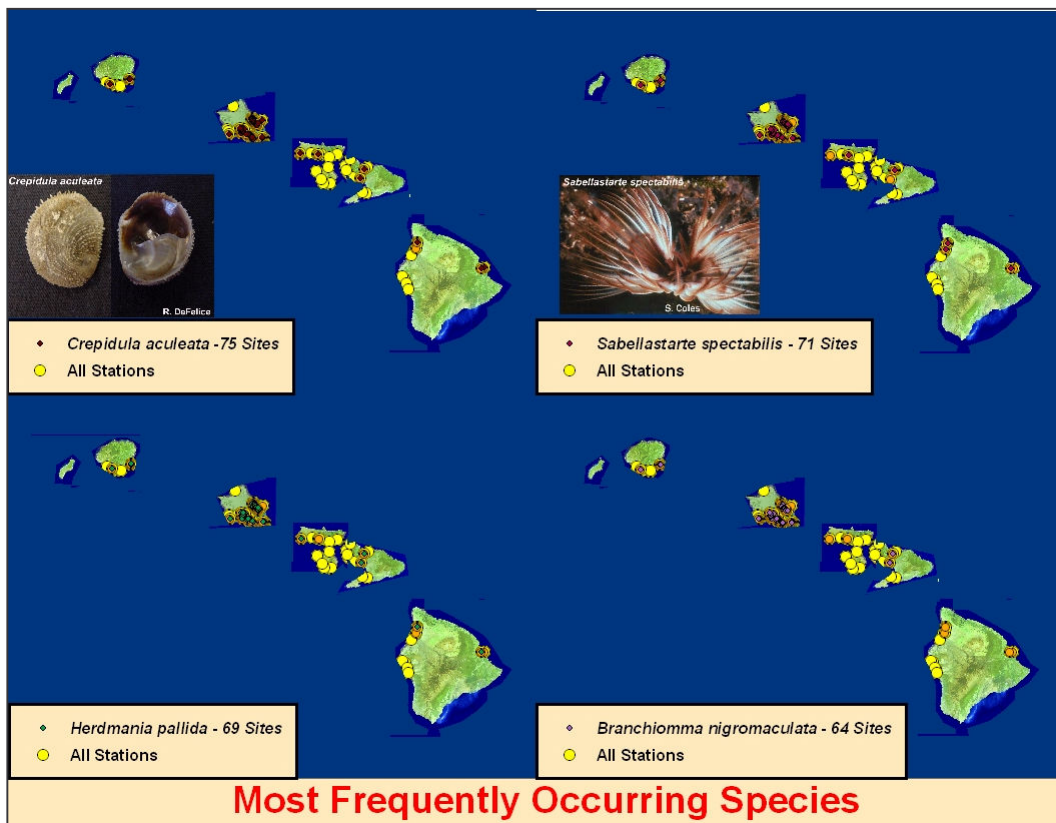 Crepidula aculeata
R. DeFelice
Crepidula aculeata -75 Sites
All Stations
Sabellastarte spectabilis
S. Coles
Sabellastarte spectabilis - 71 Sites
All Stations
Herdmania pallida - 69 Sites
All Stations
Branchiomma nigromaculata - 64 Sites
All Stations
Most Frequently Occurring Species